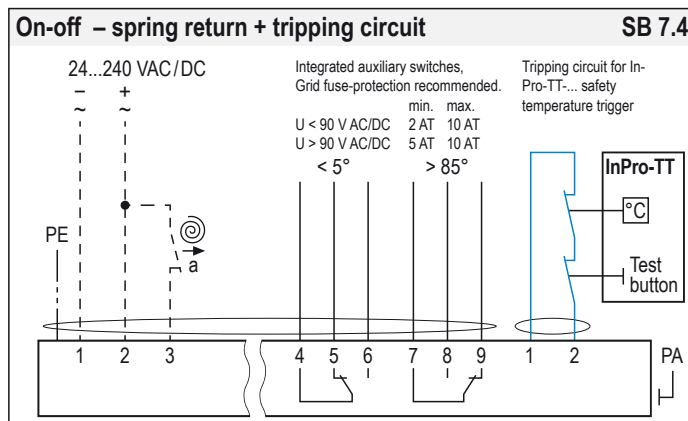 On-off – spring return + tripping circuit SB 7.4
24...240 VAC/DC
– +
~ ~
PE
a
Integrated auxiliary switches,
Grid fuse-protection recommended.
min. max.
U < 90 V AC/DC 2 AT 10 AT
U > 90 V AC/DC 5 AT 10 AT
< 5° > 85°
Tripping circuit for In-
Pro-TT-... safety
temperature trigger
InPro-TT
°C
Test
button
1 2 3 4 5 6 7 8 9 1 2 PA